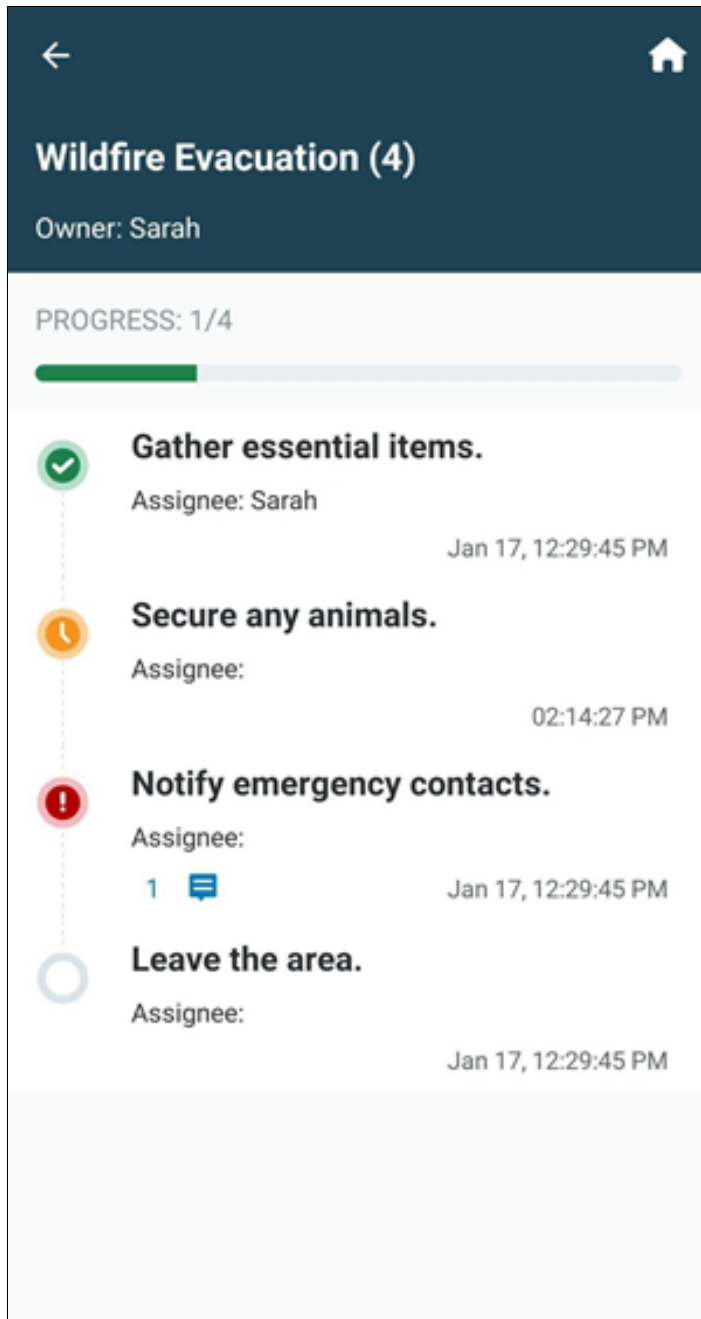 Wildfire Evacuation (4)
Owner: Sarah
PROGRESS: 1/4
Gather essential items.
Assignee: Sarah
Jan 17, 12:29:45 PM
Secure any animals.
Assignee:
02:14:27 PM
Notify emergency contacts.
Assignee:
1 Jan 17, 12:29:45 PM
Leave the area.
Assignee:
Jan 17, 12:29:45 PM